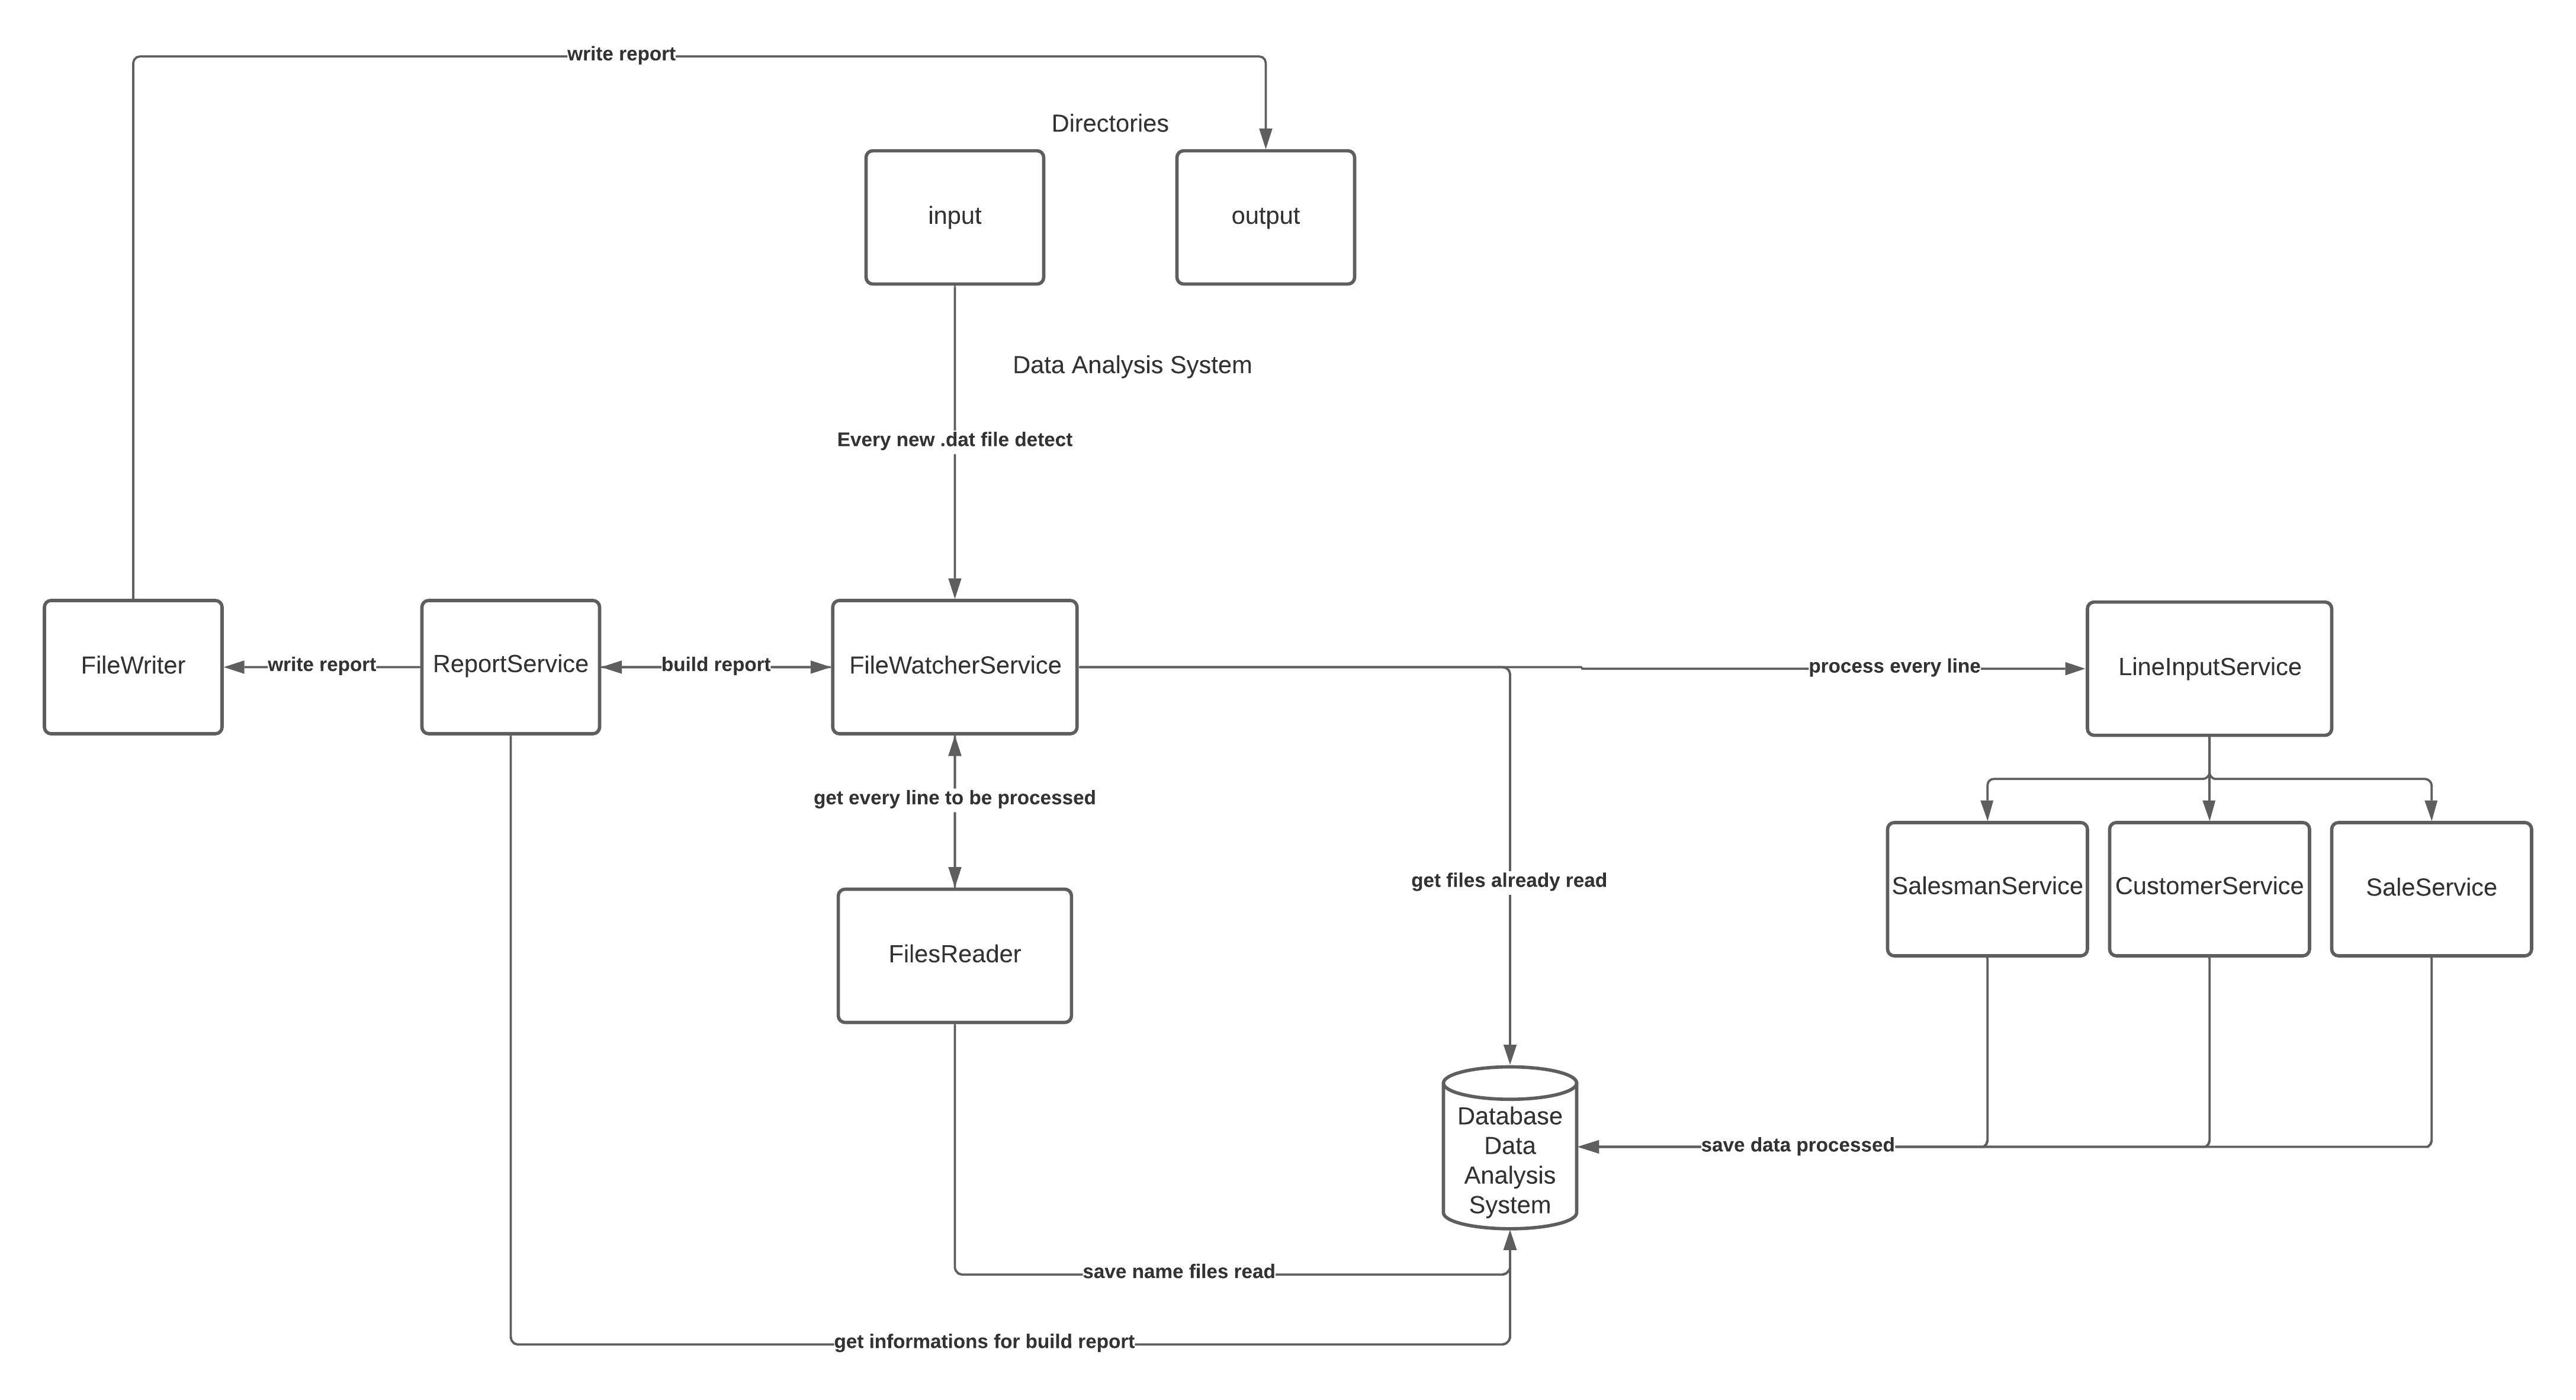 write report
Directories
input
output
Data Analysis System
Every new .dat file detect
FileWriter
write report
ReportService
build report
FileWatcherService
process every line
LineInputService
get every line to be processed
get files already read
SalesmanService
CustomerService
SaleService
FilesReader
Database
Data
Analysis
System
save data processed
save name files read
get informations for build report